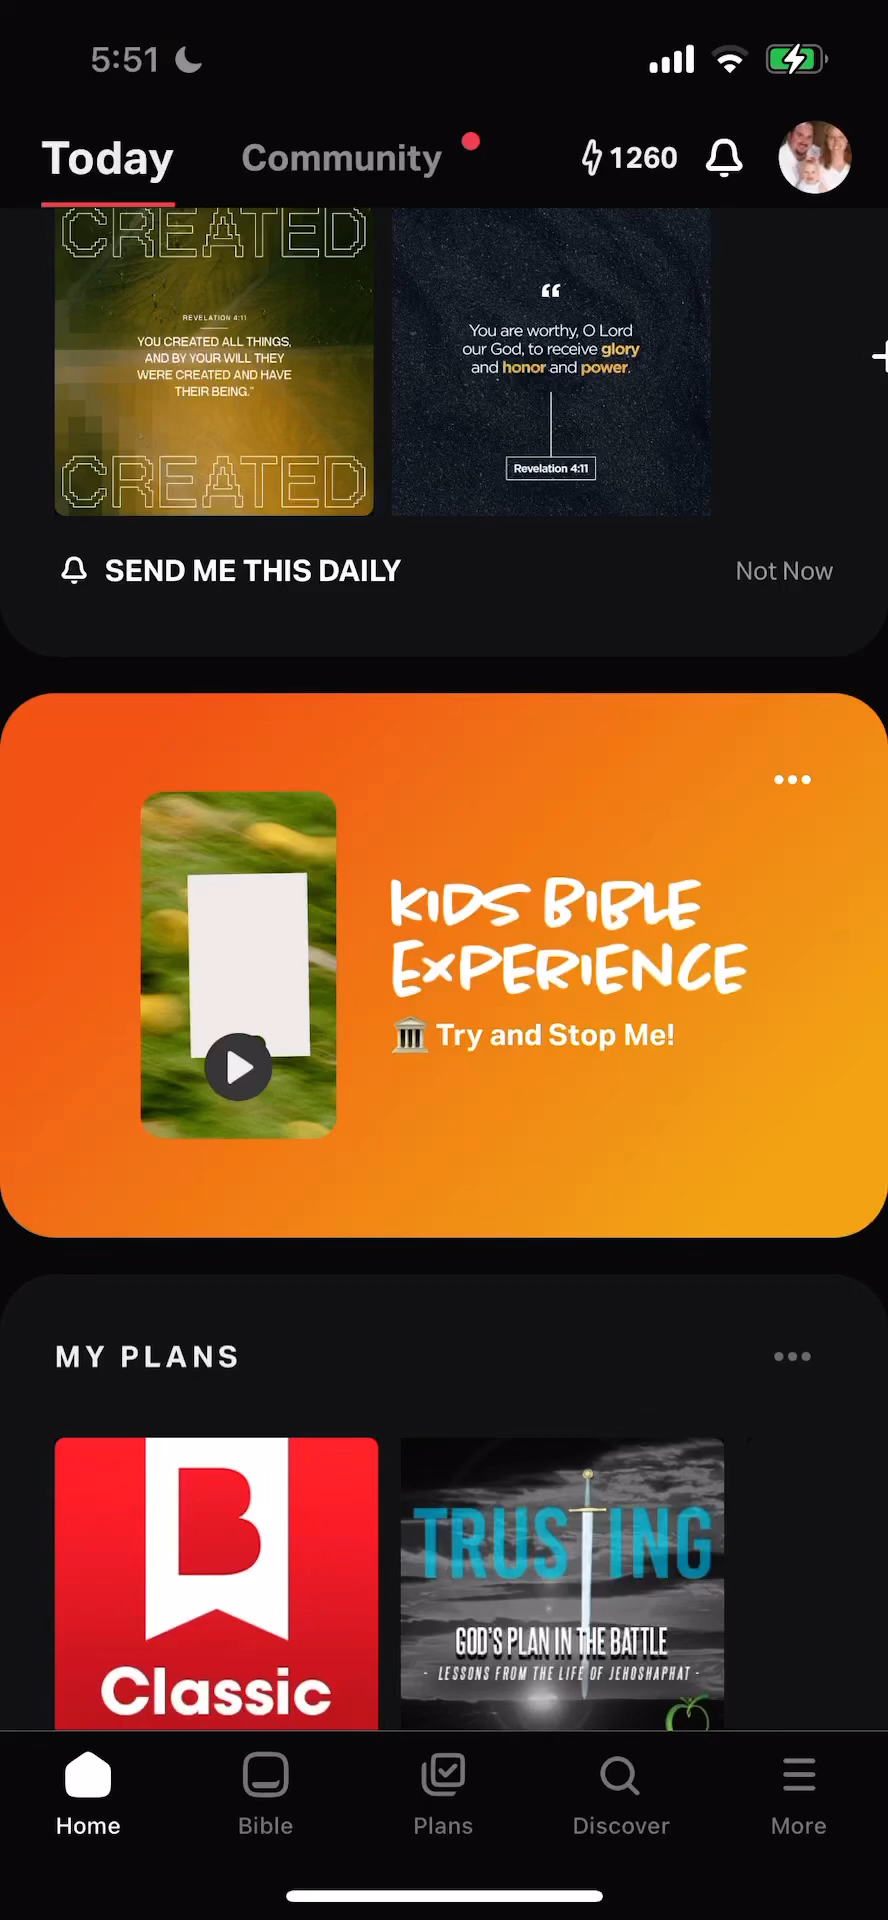 5:51
Today
Community
1260
CREATED
REVELATION 4:11
YOU CREATED ALL THINGS,
AND BY YOUR WILL THEY
WERE CREATED AND HAVE
THEIR BEING."
CREATED
“
You are worthy, O Lord
our God, to receive glory
and honor and power.
Revelation 4:11
SEND ME THIS DAILY
Not Now
KIDS BIBLE
EXPERIENCE
🏛️ Try and Stop Me!
MY PLANS
B
Classic
TRUSTING
GOD'S PLAN IN THE BATTLE
- LESSONS FROM THE LIFE OF JEHOSHAPHAT -
Home
Bible
Plans
Discover
More